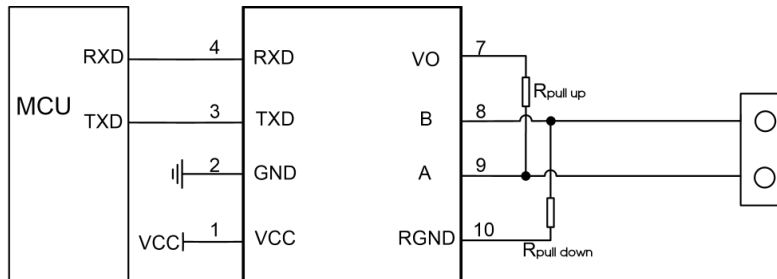 MCU
RXD
TXD
4
3
2
1
VCC
RXD
TXD
GND
VCC
VO
B
A
RGND
7
8
9
10
Rpull up
Rpull down